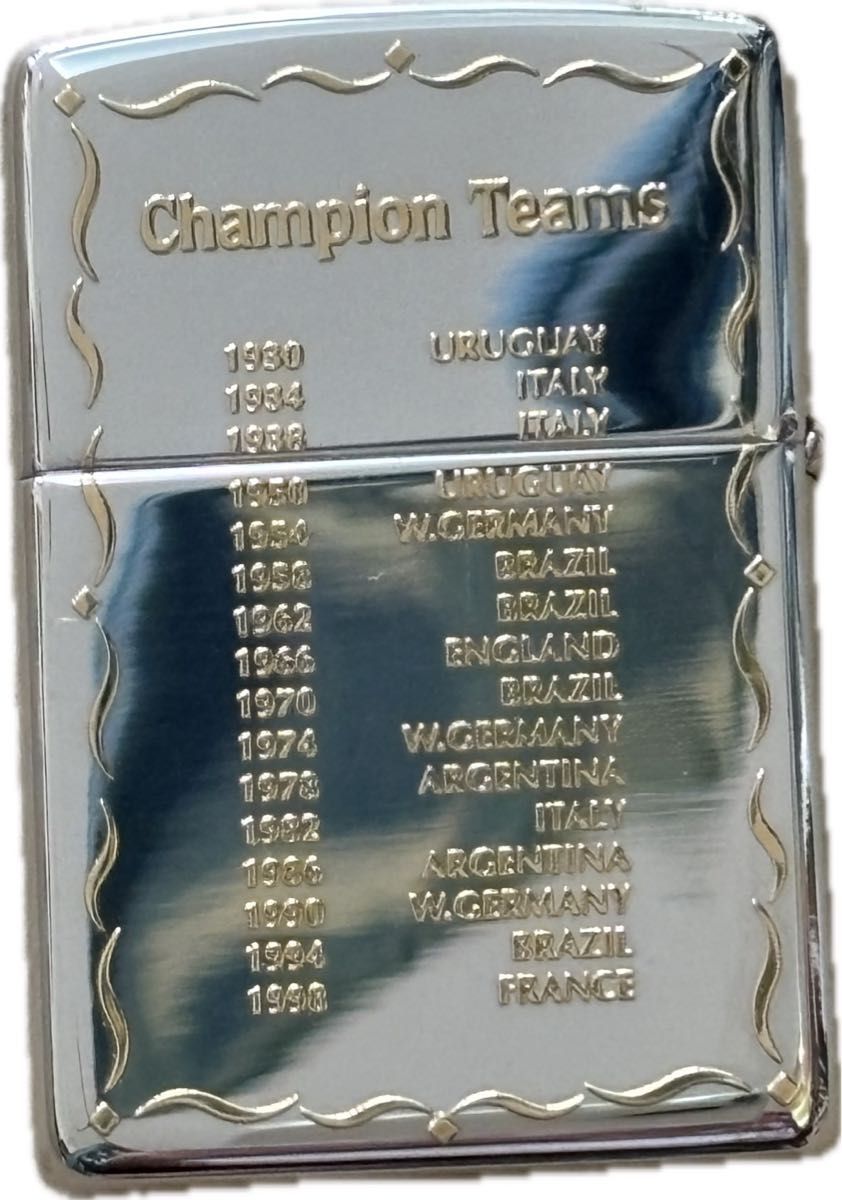 Champion Teams
1930 URUGUAY
1934 ITALY
1938 ITALY
1950 URUGUAY
1954 W.GERMANY
1958 BRAZIL
1962 BRAZIL
1966 ENGLAND
1970 BRAZIL
1974 W.GERMANY
1978 ARGENTINA
1982 ITALY
1986 ARGENTINA
1990 W.GERMANY
1994 BRAZIL
1998 FRANCE